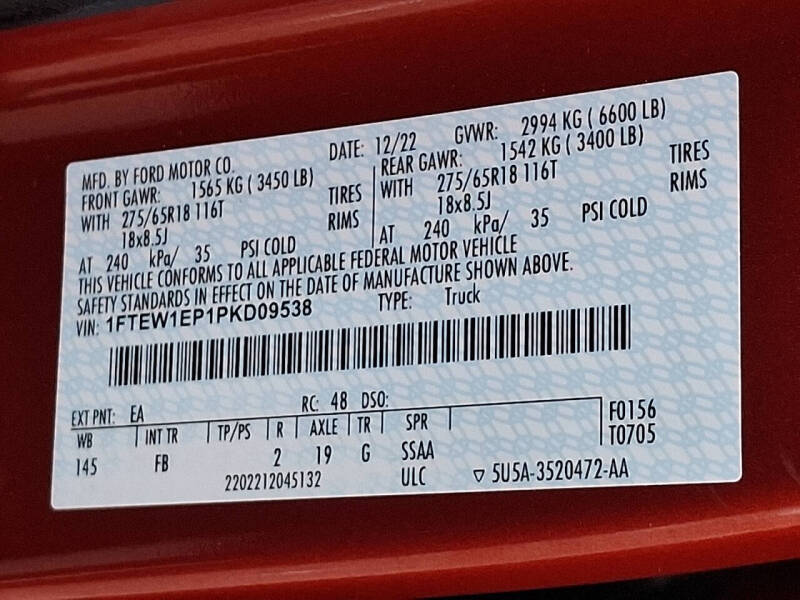 MFD. BY FORD MOTOR CO.
DATE: 12/22 GVWR: 2994 KG ( 6600 LB)
FRONT GAWR: 1565 KG ( 3450 LB)
WITH 275/65R18 116T TIRES
18x8.5J RIMS
AT 240 kPa/ 35 PSI COLD
REAR GAWR: 1542 KG ( 3400 LB)
WITH 275/65R18 116T TIRES
18x8.5J RIMS
AT 240 kPa/ 35 PSI COLD
THIS VEHICLE CONFORMS TO ALL APPLICABLE FEDERAL MOTOR VEHICLE
SAFETY STANDARDS IN EFFECT ON THE DATE OF MANUFACTURE SHOWN ABOVE.
VIN: 1FTEW1EP1PKD09538 TYPE: Truck
EXT PNT: EA RC: 48 DSO:
WB INT TR TP/PS R AXLE TR SPR
145 FB 2 19 G SSAA
2202212045132 ULC
F0156
T0705
▽ 5U5A-3520472-AA